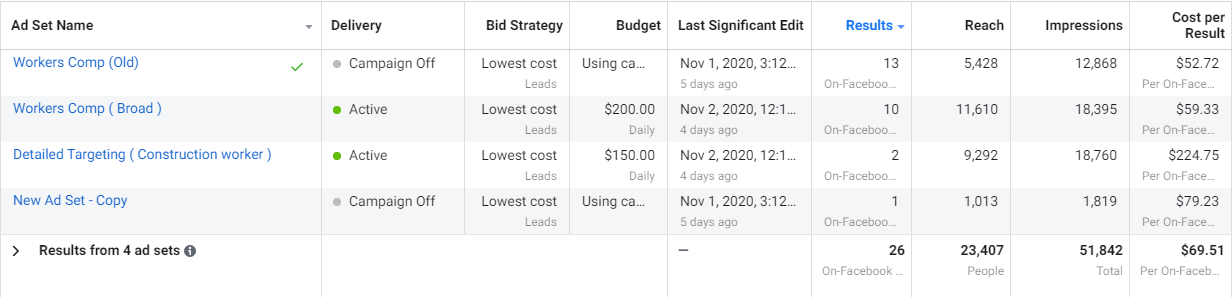 Ad Set Name Delivery Bid Strategy Budget Last Significant Edit Results Reach Impressions Cost per Result
Workers Comp (Old) Campaign Off Lowest cost Using ca... Nov 1, 2020, 3:12... 13 5,428 12,868 $52.72
Leads 5 days ago On-Faceboo... Per On-Face...
Workers Comp ( Broad ) Active Lowest cost $200.00 Nov 2, 2020, 12:1... 10 11,610 18,395 $59.33
Leads Daily 4 days ago On-Faceboo... Per On-Face...
Detailed Targeting ( Construction worker ) Active Lowest cost $150.00 Nov 2, 2020, 12:1... 2 9,292 18,760 $224.75
Leads Daily 4 days ago On-Faceboo... Per On-Face...
New Ad Set - Copy Campaign Off Lowest cost Using ca... Nov 1, 2020, 3:12... 1 1,013 1,819 $79.23
Leads 5 days ago On-Faceboo... Per On-Face...
Results from 4 ad sets — 26 23,407 51,842 $69.51
On-Facebook ... People Total Per On-Faceb...